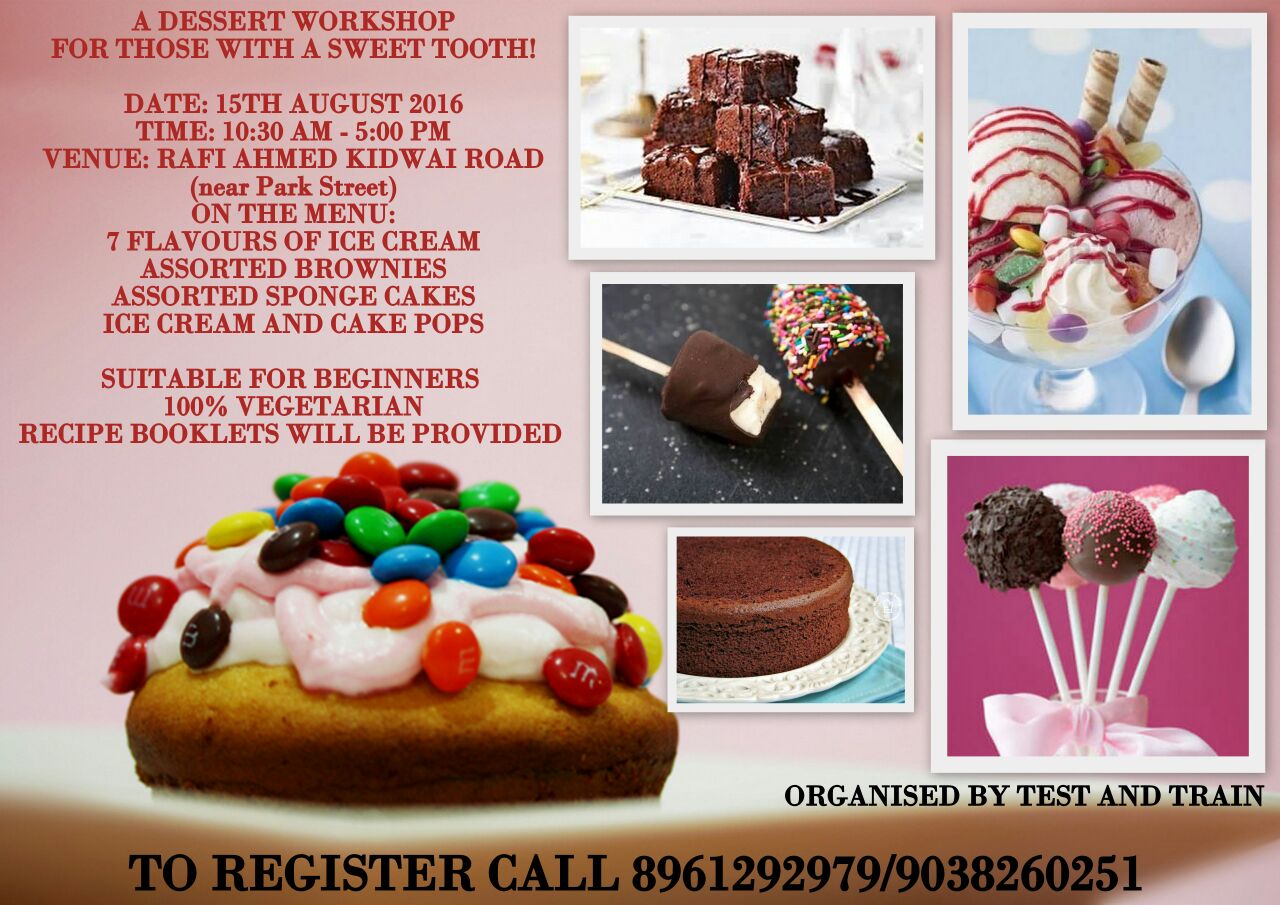 A DESSERT WORKSHOP
FOR THOSE WITH A SWEET TOOTH!
DATE: 15TH AUGUST 2016
TIME: 10:30 AM - 5:00 PM
VENUE: RAFI AHMED KIDWAI ROAD
(near Park Street)
ON THE MENU:
7 FLAVOURS OF ICE CREAM
ASSORTED BROWNIES
ASSORTED SPONGE CAKES
ICE CREAM AND CAKE POPS
SUITABLE FOR BEGINNERS
100% VEGETARIAN
RECIPE BOOKLETS WILL BE PROVIDED
ORGANISED BY TEST AND TRAIN
TO REGISTER CALL 8961292979/9038260251